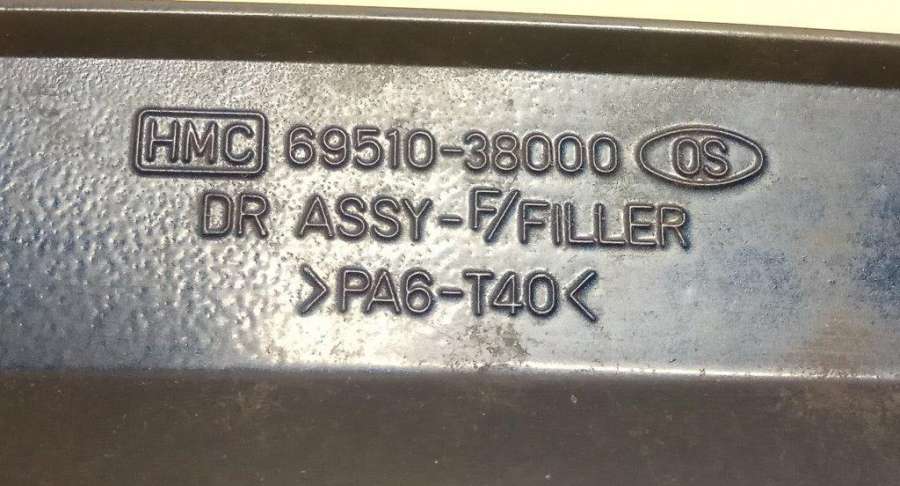 HMC 69510-38000 OS
DR ASSY-F/FILLER
>PA6-T40<